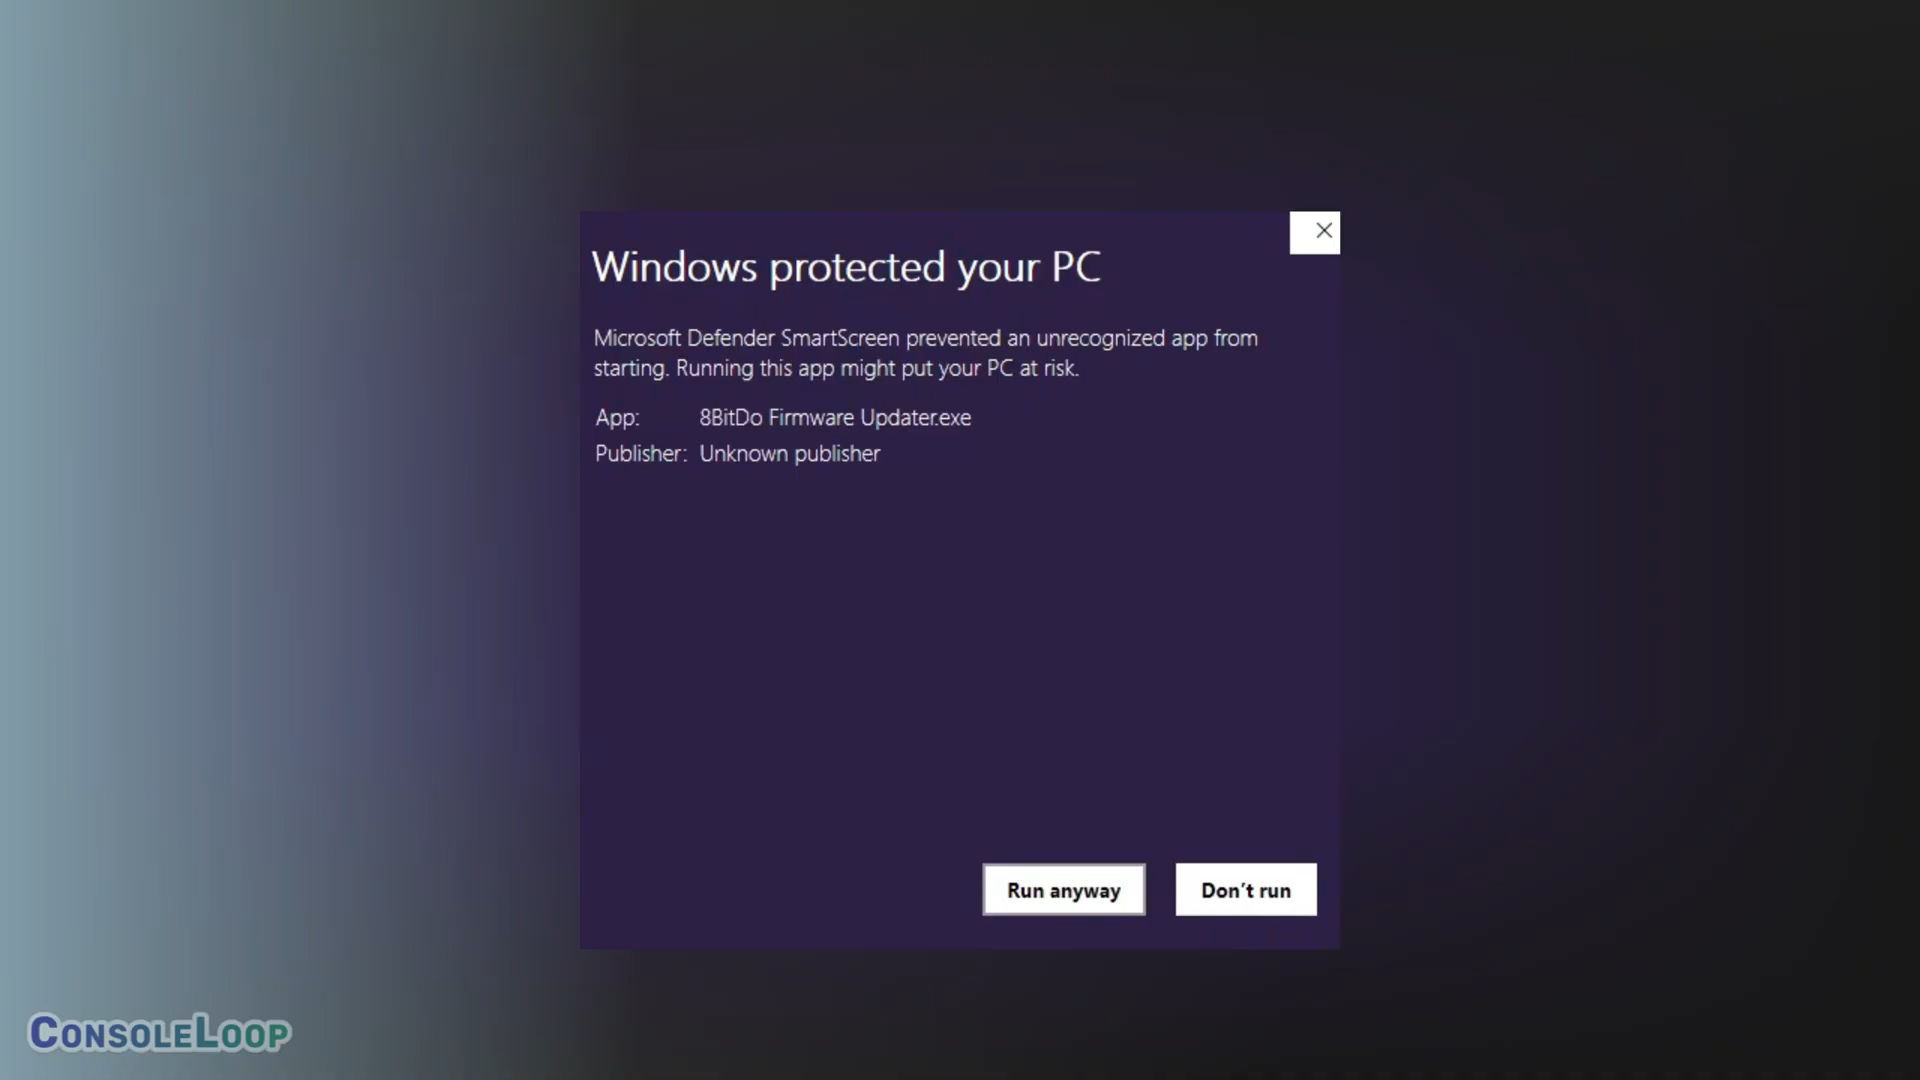 Windows protected your PC
Microsoft Defender SmartScreen prevented an unrecognized app from
starting. Running this app might put your PC at risk.
App: 8BitDo Firmware Updater.exe
Publisher: Unknown publisher
Run anyway Don't run
ConsoleLoop